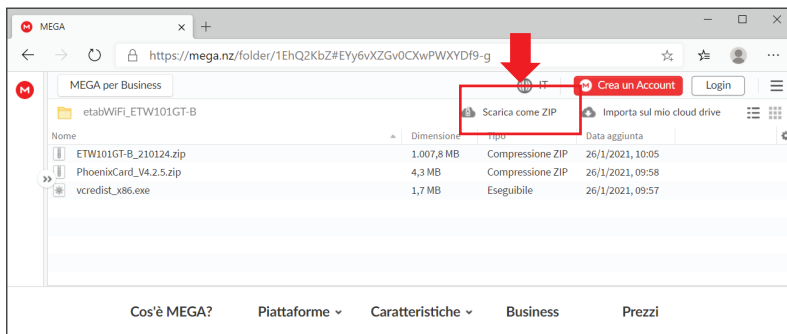 MEGA
https://mega.nz/folder/1EhQ2KbZ#EYy6vXZGv0CXwPWXYDf9-g
MEGA per Business
IT
Crea un Account
Login
etabWiFi_ETW101GT-B
Scarica come ZIP
Importa sul mio cloud drive
Nome Dimensione Tipo Data aggiunta
ETW101GT-B_210124.zip 1.007,8 MB Compressione ZIP 26/1/2021, 10:05
PhoenixCard_V4.2.5.zip 4,3 MB Compressione ZIP 26/1/2021, 09:58
vcredist_x86.exe 1,7 MB Eseguibile 26/1/2021, 09:57
Cos'è MEGA? Piattaforme Caratteristiche Business Prezzi